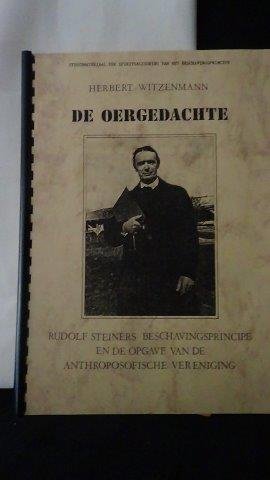 STUDIEMATERIAAL TER SPIRITUALISERING VAN HET BESCHAVINGSPRINCIPE
HERBERT WITZENMANN
DE OERGEDACHTE
RUDOLF STEINERS BESCHAVINGSPRINCIPE
EN DE OPGAVE VAN DE
ANTHROPOSOFISCHE VERENIGING